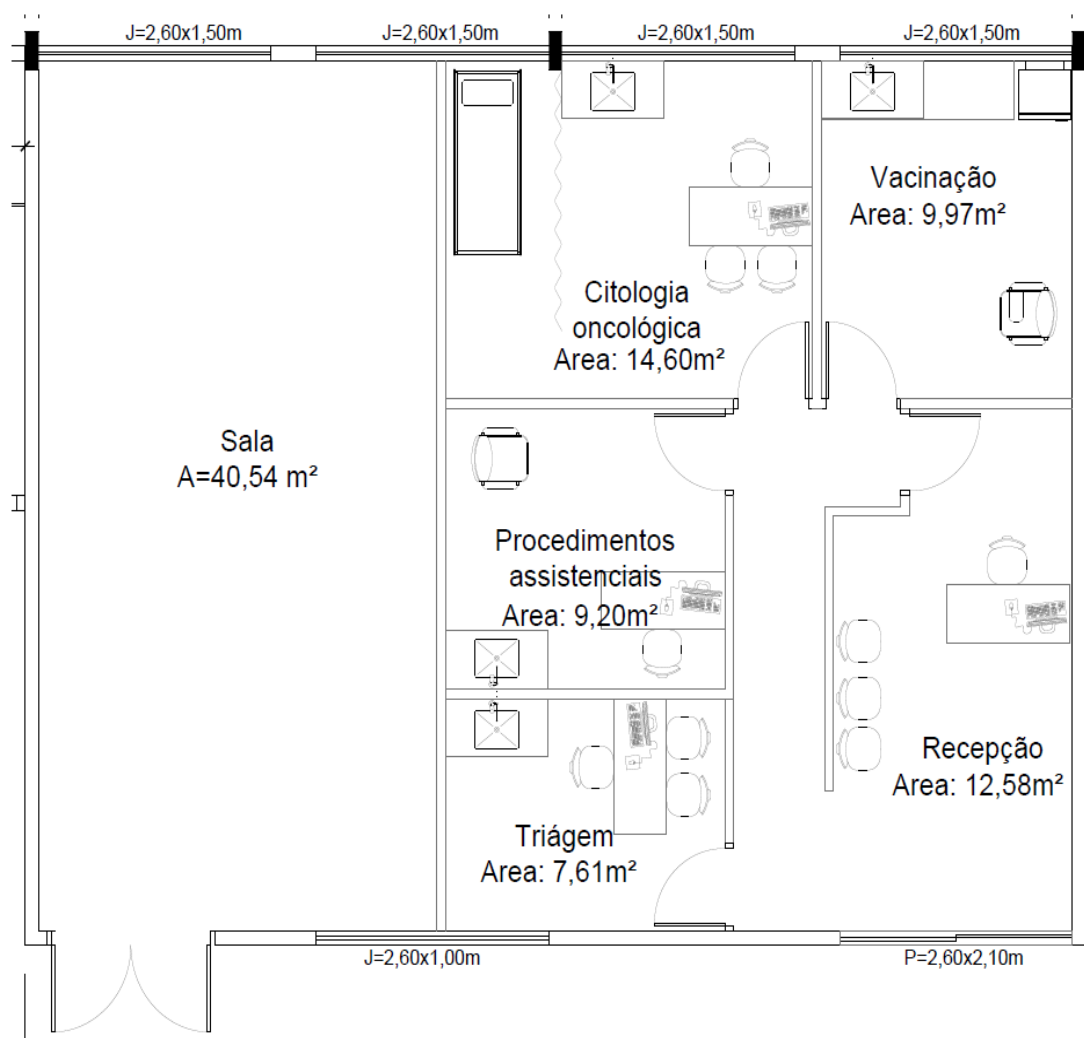 J=2,60x1,50m
J=2,60x1,50m
J=2,60x1,50m
J=2,60x1,50m
Vacinação
Area: 9,97m²
Citologia
oncológica
Area: 14,60m²
Sala
A=40,54 m²
Procedimentos
assistenciais
Area: 9,20m²
Recepção
Area: 12,58m²
Triágem
Area: 7,61m²
J=2,60x1,00m
P=2,60x2,10m